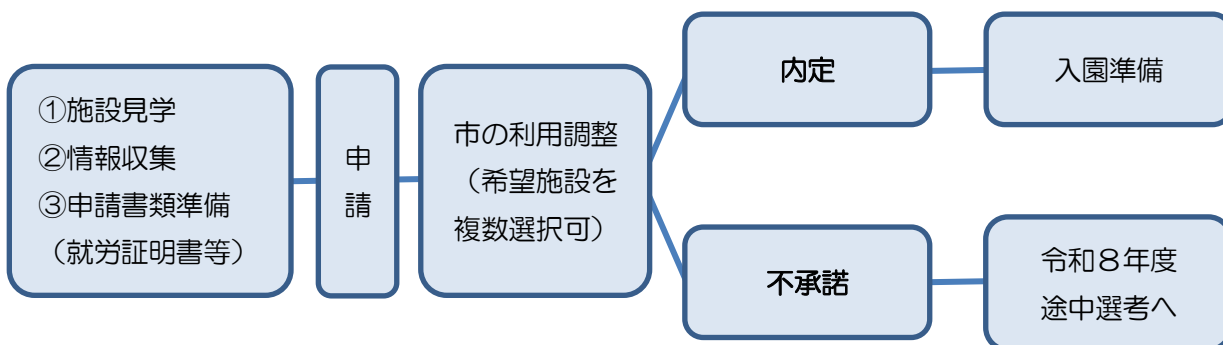 ①施設見学
②情報収集
③申請書類準備
（就労証明書等）
申
請
市の利用調整
（希望施設を
複数選択可）
内定
入園準備
不承諾
令和８年度
途中選考へ